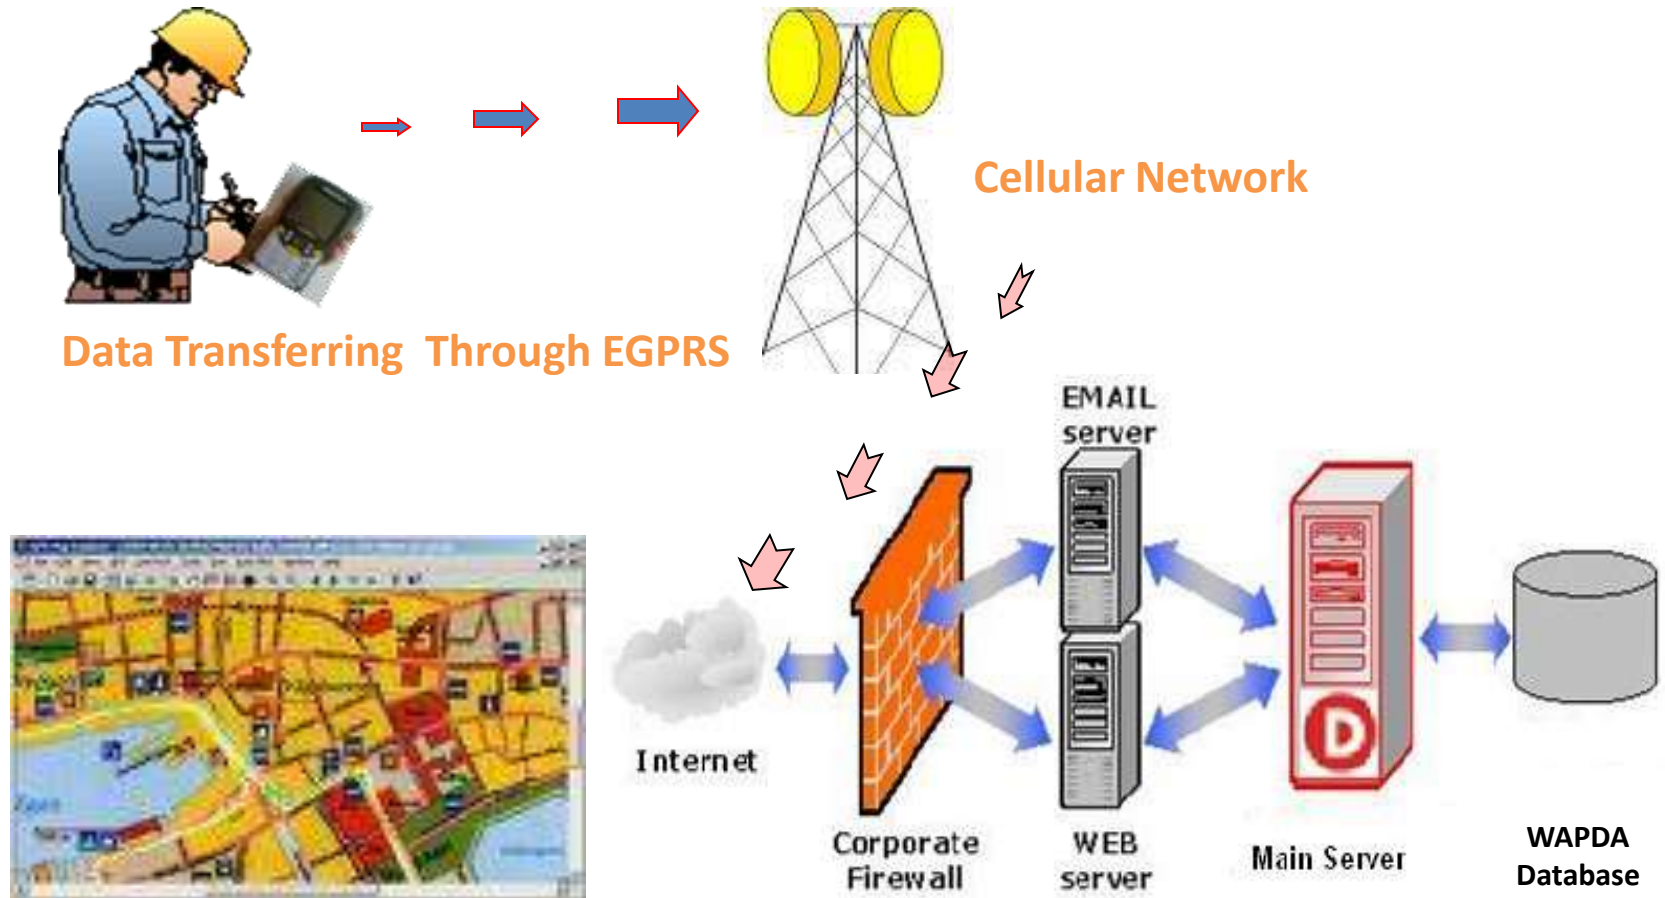 Cellular Network
Data Transferring Through EGPRS
EMAIL
server
Internet
D
Corporate
Firewall
WEB
server
Main Server
WAPDA
Database